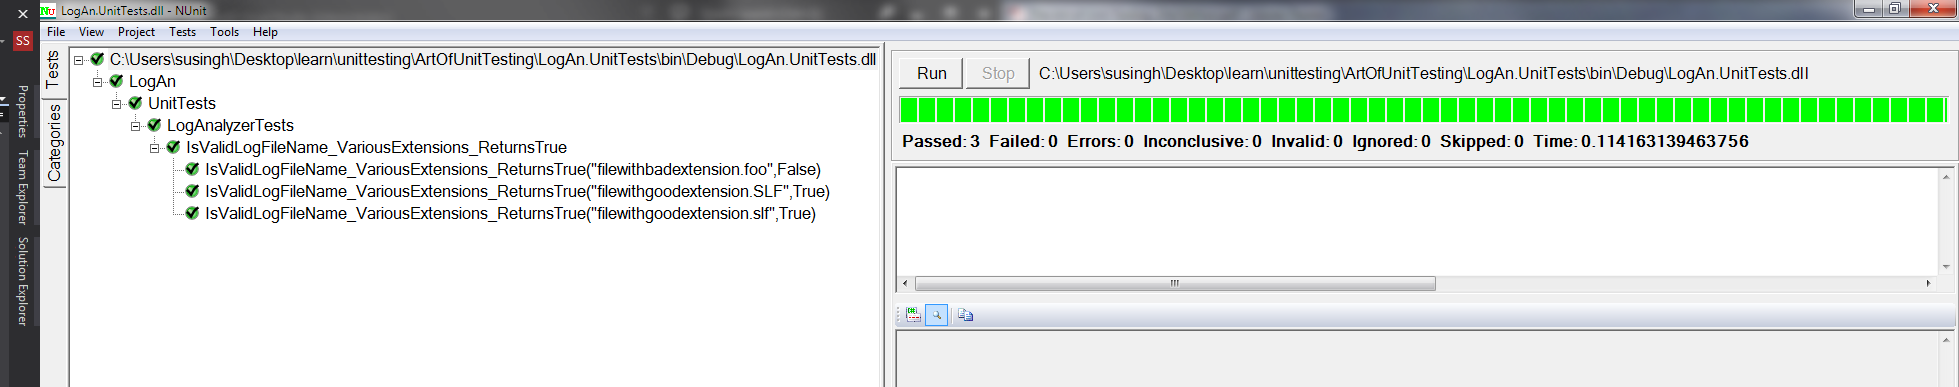 LogAn.UnitTests.dll - NUnit
SS
File View Project Tests Tools Help
Properties
Team Explorer
Solution Explorer
Tests
Categories
C:\Users\susingh\Desktop\learn\unittesting\ArtOfUnitTesting\LogAn.UnitTests\bin\Debug\LogAn.UnitTests.dll
LogAn
UnitTests
LogAnalyzerTests
IsValidLogFileName_VariousExtensions_ReturnsTrue
IsValidLogFileName_VariousExtensions_ReturnsTrue("filewithbadextension.foo",False)
IsValidLogFileName_VariousExtensions_ReturnsTrue("filewithgoodextension.SLF",True)
IsValidLogFileName_VariousExtensions_ReturnsTrue("filewithgoodextension.slf",True)
Run Stop C:\Users\susingh\Desktop\learn\unittesting\ArtOfUnitTesting\LogAn.UnitTests\bin\Debug\LogAn.UnitTests.dll
Passed: 3 Failed: 0 Errors: 0 Inconclusive: 0 Invalid: 0 Ignored: 0 Skipped: 0 Time: 0.114163139463756